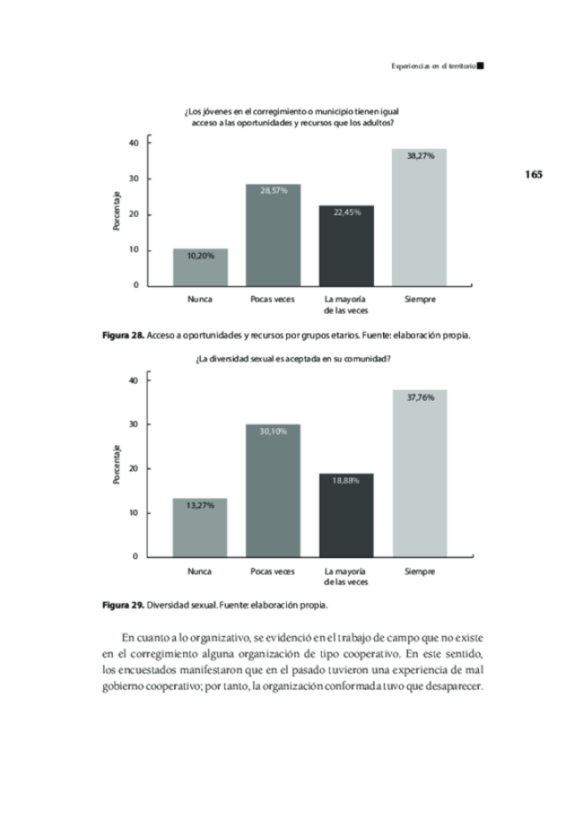 Experiencias en el territorio
165
¿Los jóvenes en el corregimiento o municipio tienen igual
acceso a las oportunidades y recursos que los adultos?
Porcentaje
40
30
20
10
0
10,20%
28,57%
22,45%
38,27%
Nunca
Pocas veces
La mayoría
de las veces
Siempre
Figura 28. Acceso a oportunidades y recursos por grupos etarios. Fuente: elaboración propia.
¿La diversidad sexual es aceptada en su comunidad?
Porcentaje
40
30
20
10
0
13,27%
30,10%
18,88%
37,76%
Nunca
Pocas veces
La mayoría
de las veces
Siempre
Figura 29. Diversidad sexual. Fuente: elaboración propia.
En cuanto a lo organizativo, se evidenció en el trabajo de campo que no existe
en el corregimiento alguna organización de tipo cooperativo. En este sentido,
los encuestados manifestaron que en el pasado tuvieron una experiencia de mal
gobierno cooperativo; por tanto, la organización conformada tuvo que desaparecer.